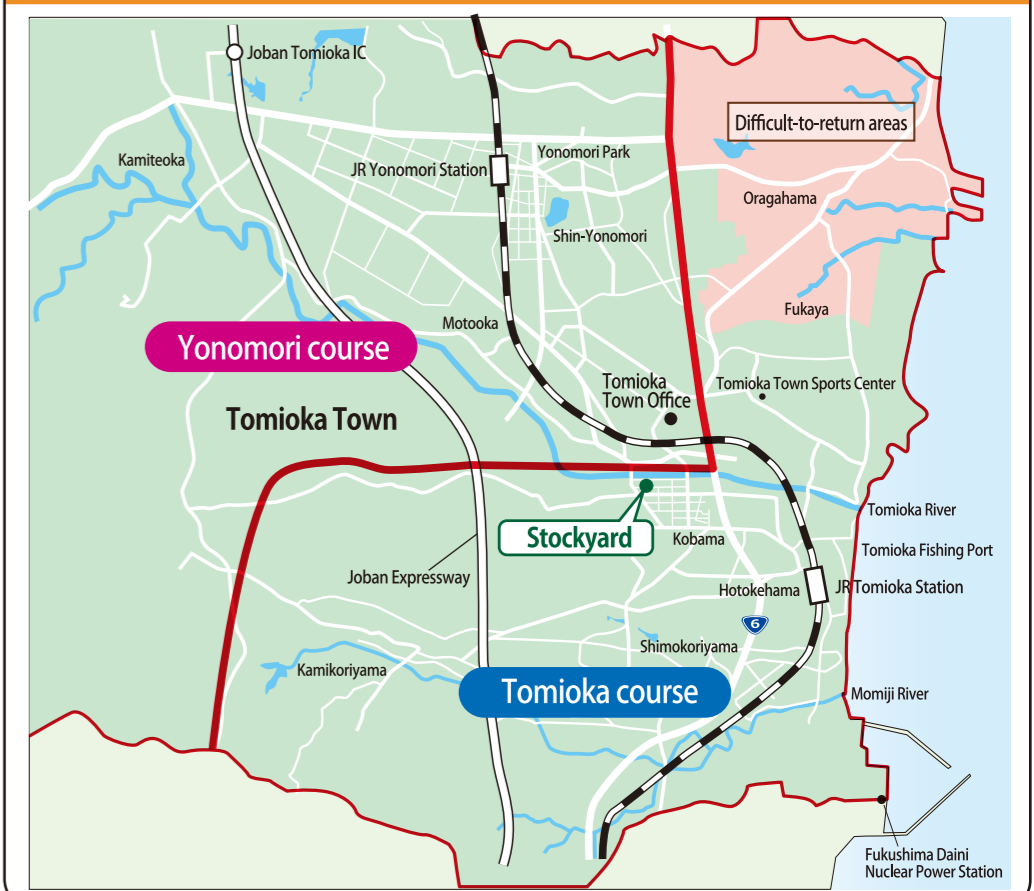 Joban Tomioka IC
Difficult-to-return areas
Kamiteoka
JR Yonomori Station
Yonomori Park
Oragahama
Shin-Yonomori
Fukaya
Motooka
Yonomori course
Tomioka
Town Office
Tomioka Town Sports Center
Tomioka Town
Tomioka River
Stockyard
Kobama
Tomioka Fishing Port
Joban Expressway
Hotokehama
JR Tomioka Station
6
Shimokoriyama
Kamikoriyama
Tomioka course
Momiji River
Fukushima Daini
Nuclear Power Station